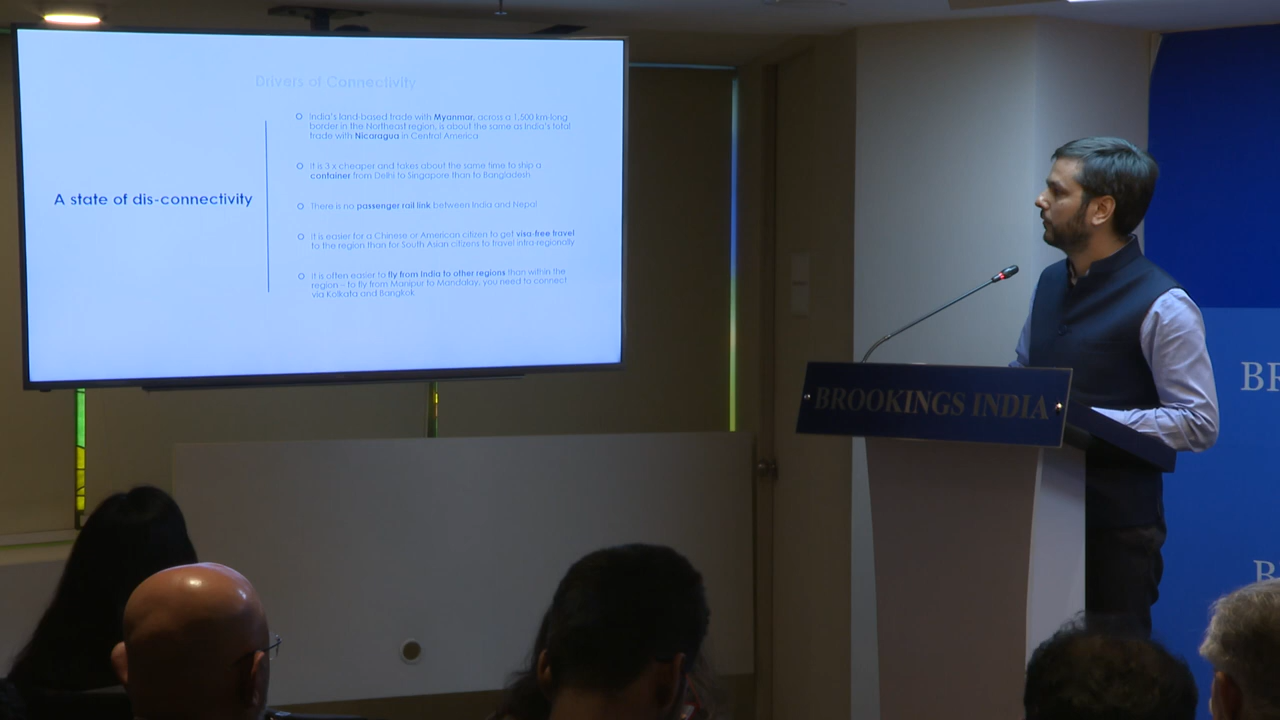 Drivers of Connectivity
A state of dis-connectivity
India's land-based trade with Myanmar, across a 1,500 km-long
border in the Northeast region, is about the same as India's total
trade with Nicaragua in Central America
It is 3 x cheaper and takes about the same time to ship a
container from Delhi to Singapore than to Bangladesh
There is no passenger rail link between India and Nepal
It is easier for a Chinese or American citizen to get visa-free travel
to the region than for South Asian citizens to travel intra-regionally
It is often easier to fly from India to other regions than within the
region – to fly from Manipur to Mandalay, you need to connect
via Kolkata and Bangkok
BROOKINGS INDIA